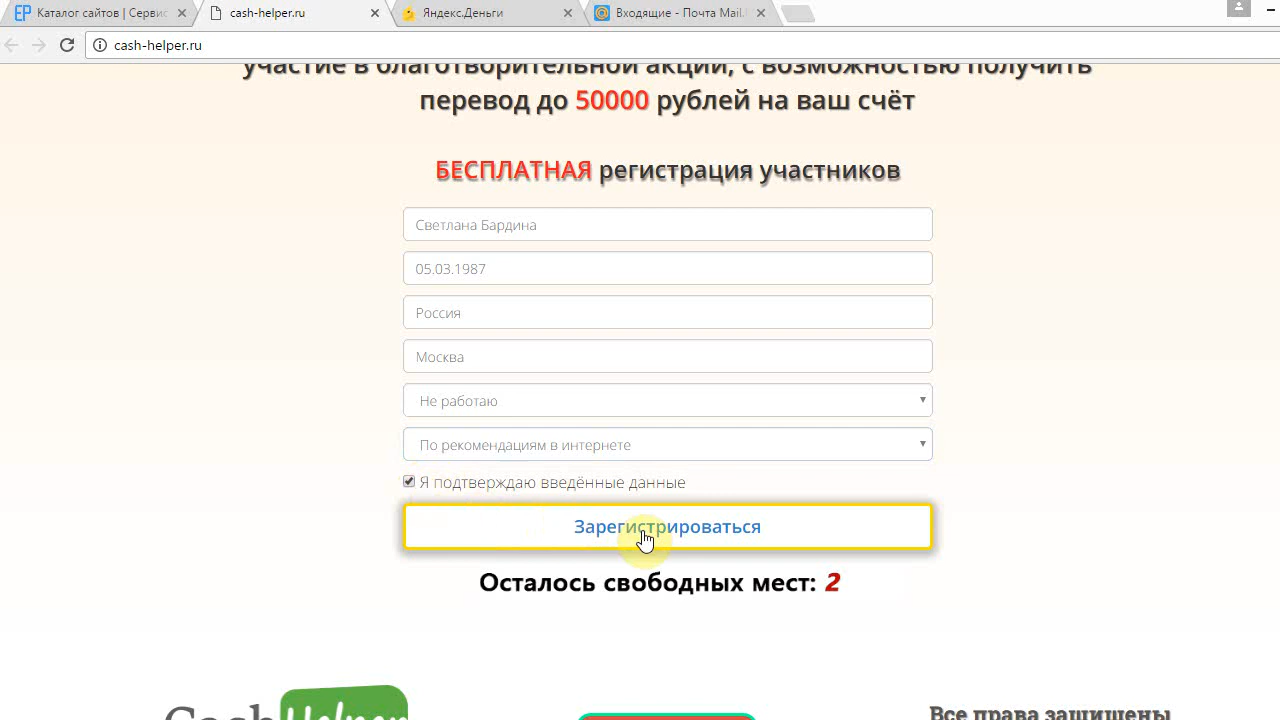 Каталог сайтов | Сервис
cash-helper.ru
Яндекс.Деньги
Входящие - Почта Mail.
cash-helper.ru
участие в благотворительной акции, с возможностью получить
перевод до 50000 рублей на ваш счёт
БЕСПЛАТНАЯ регистрация участников
Светлана Бардина
05.03.1987
Россия
Москва
Не работаю
По рекомендациям в интернете
Я подтверждаю введённые данные
Зарегистрироваться
Осталось свободных мест: 2
Cash Helper
Все права защищены